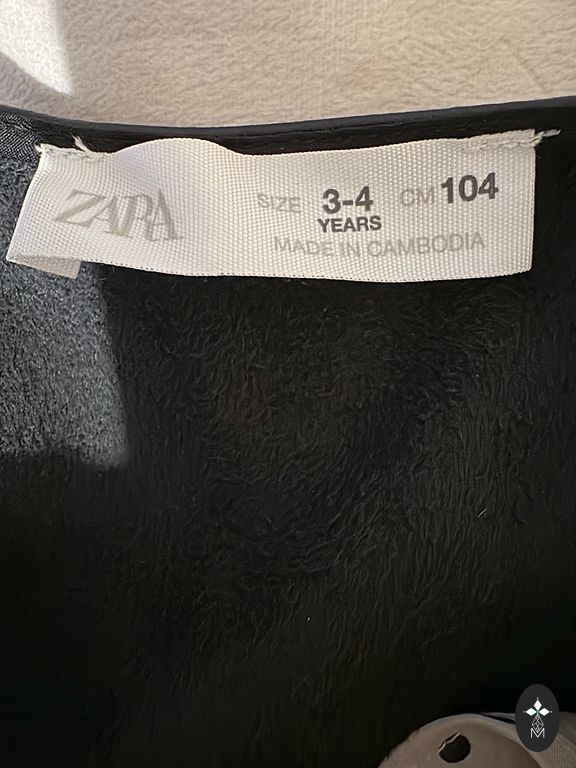 ZARA
SIZE 3-4 CM 104
YEARS
MADE IN CAMBODIA
M